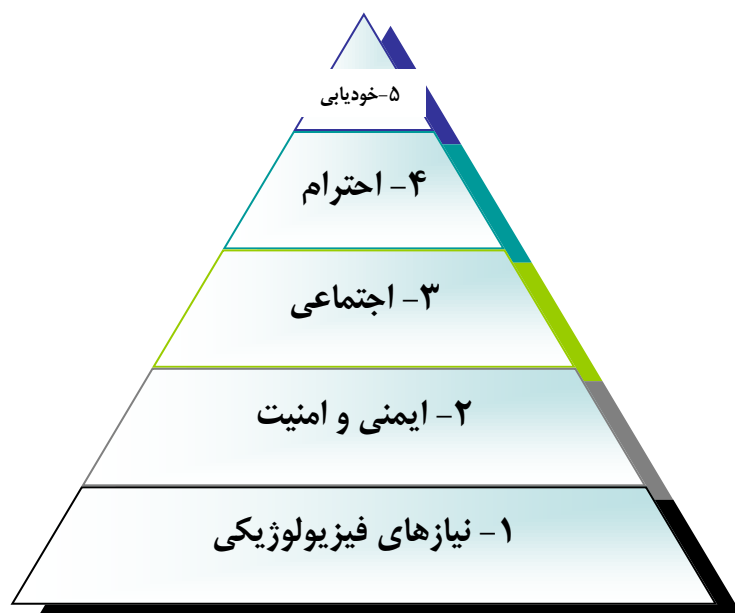 ۵-خودیابی
۴- احترام
۳- اجتماعی
۲- ایمنی و امنیت
۱- نیازهای فیزیولوژیکی